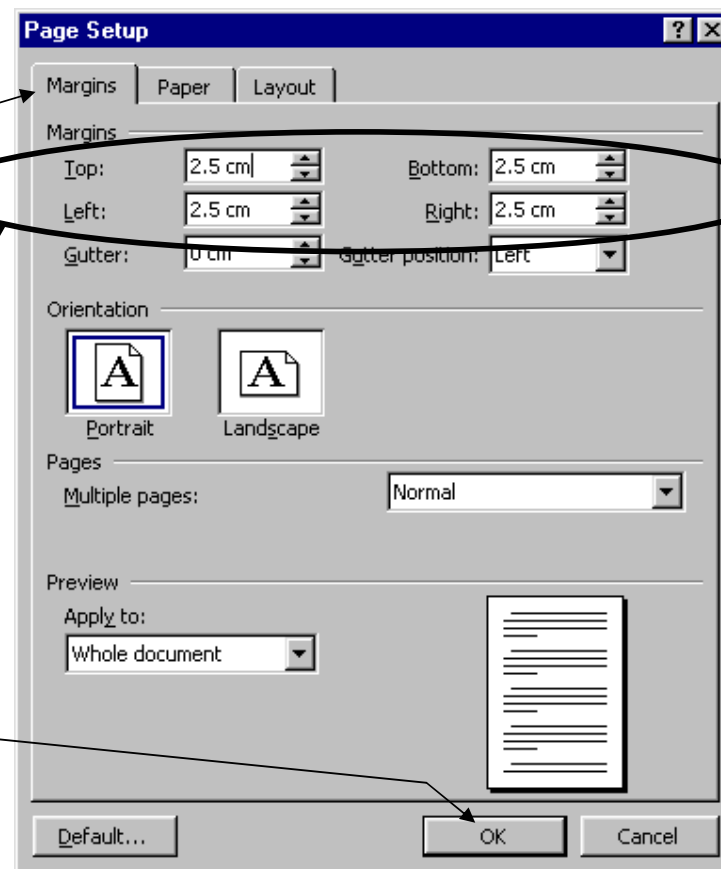 Page Setup
Margins Paper Layout
Margins
Top: 2.5 cm Bottom: 2.5 cm
Left: 2.5 cm Right: 2.5 cm
Gutter: 0 cm Gutter position: Left
Orientation
A A
Portrait Landscape
Pages
Multiple pages: Normal
Preview
Apply to:
Whole document
Default... OK Cancel